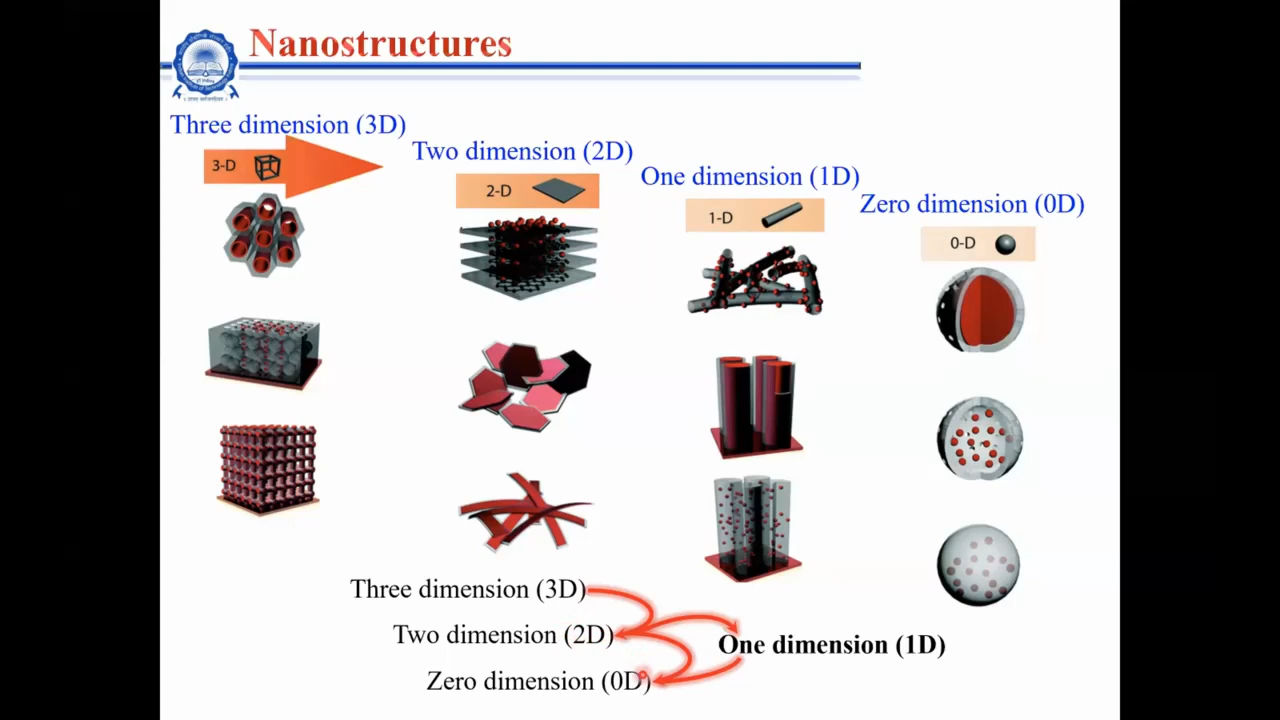 Nanostructures
Three dimension (3D)
Two dimension (2D)
One dimension (1D)
Zero dimension (0D)
3-D
2-D
1-D
0-D
Three dimension (3D)
Two dimension (2D)
One dimension (1D)
Zero dimension (0D)